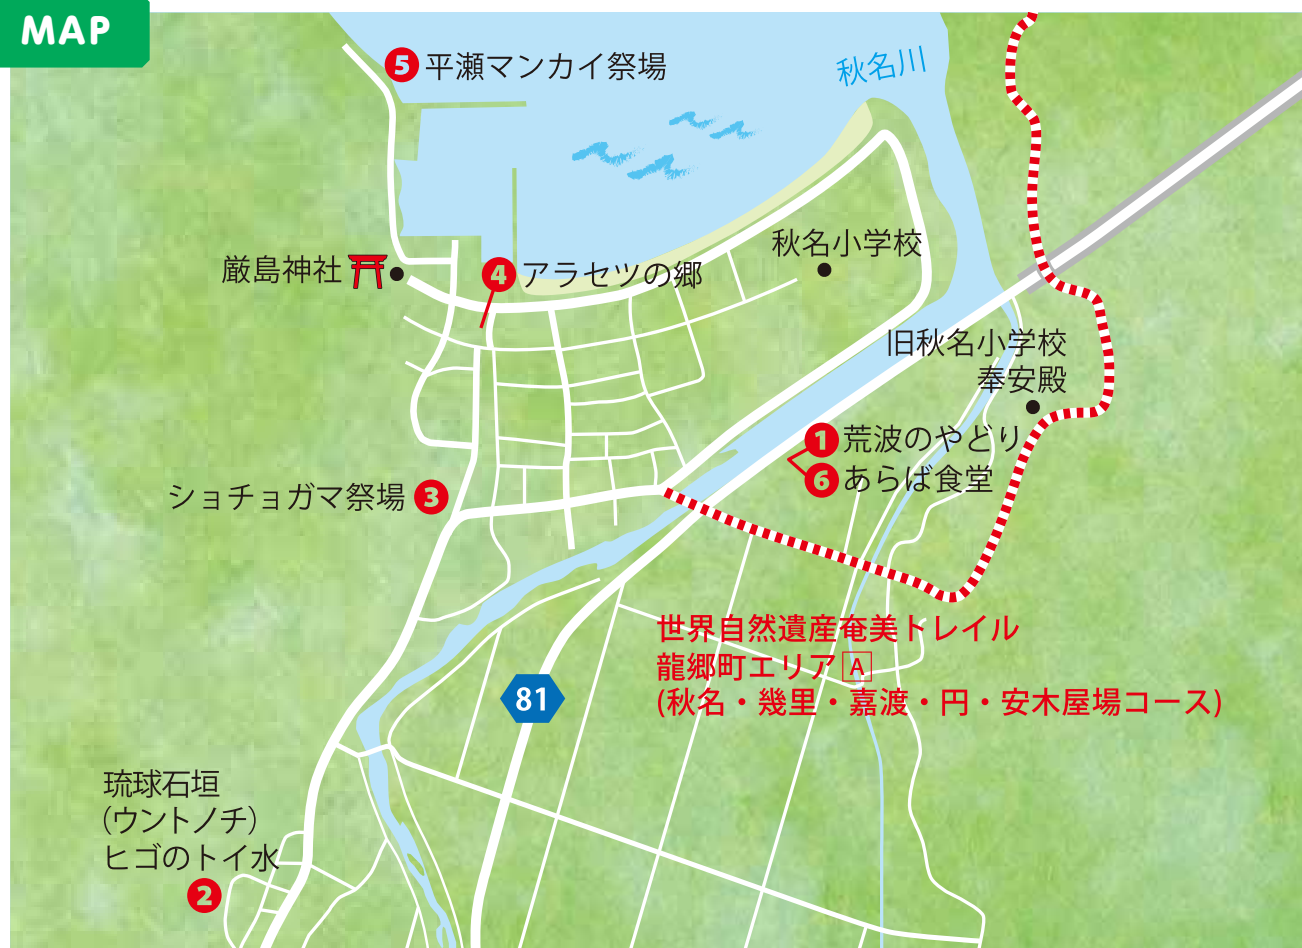 MAP
5 平瀬マンカイ祭場
秋名川
秋名小学校
厳島神社
4 アラセツの郷
旧秋名小学校
奉安殿
1 荒波のやどり
6 あらば食堂
ショチョガマ祭場 3
世界自然遺産奄美トレイル
龍郷町エリア A
(秋名・幾里・嘉渡・円・安木屋場コース)
81
琉球石垣
(ウントノチ)
ヒゴのトイ水
2